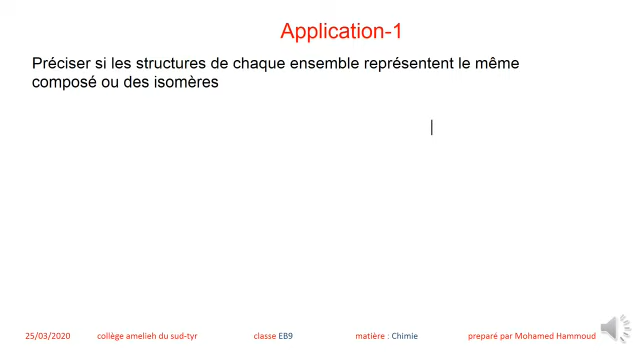 Application-1
Préciser si les structures de chaque ensemble représentent le même
composé ou des isomères
25/03/2020 collège amelieh du sud-tyr classe EB9 matière : Chimie preparé par Mohamed Hammoud